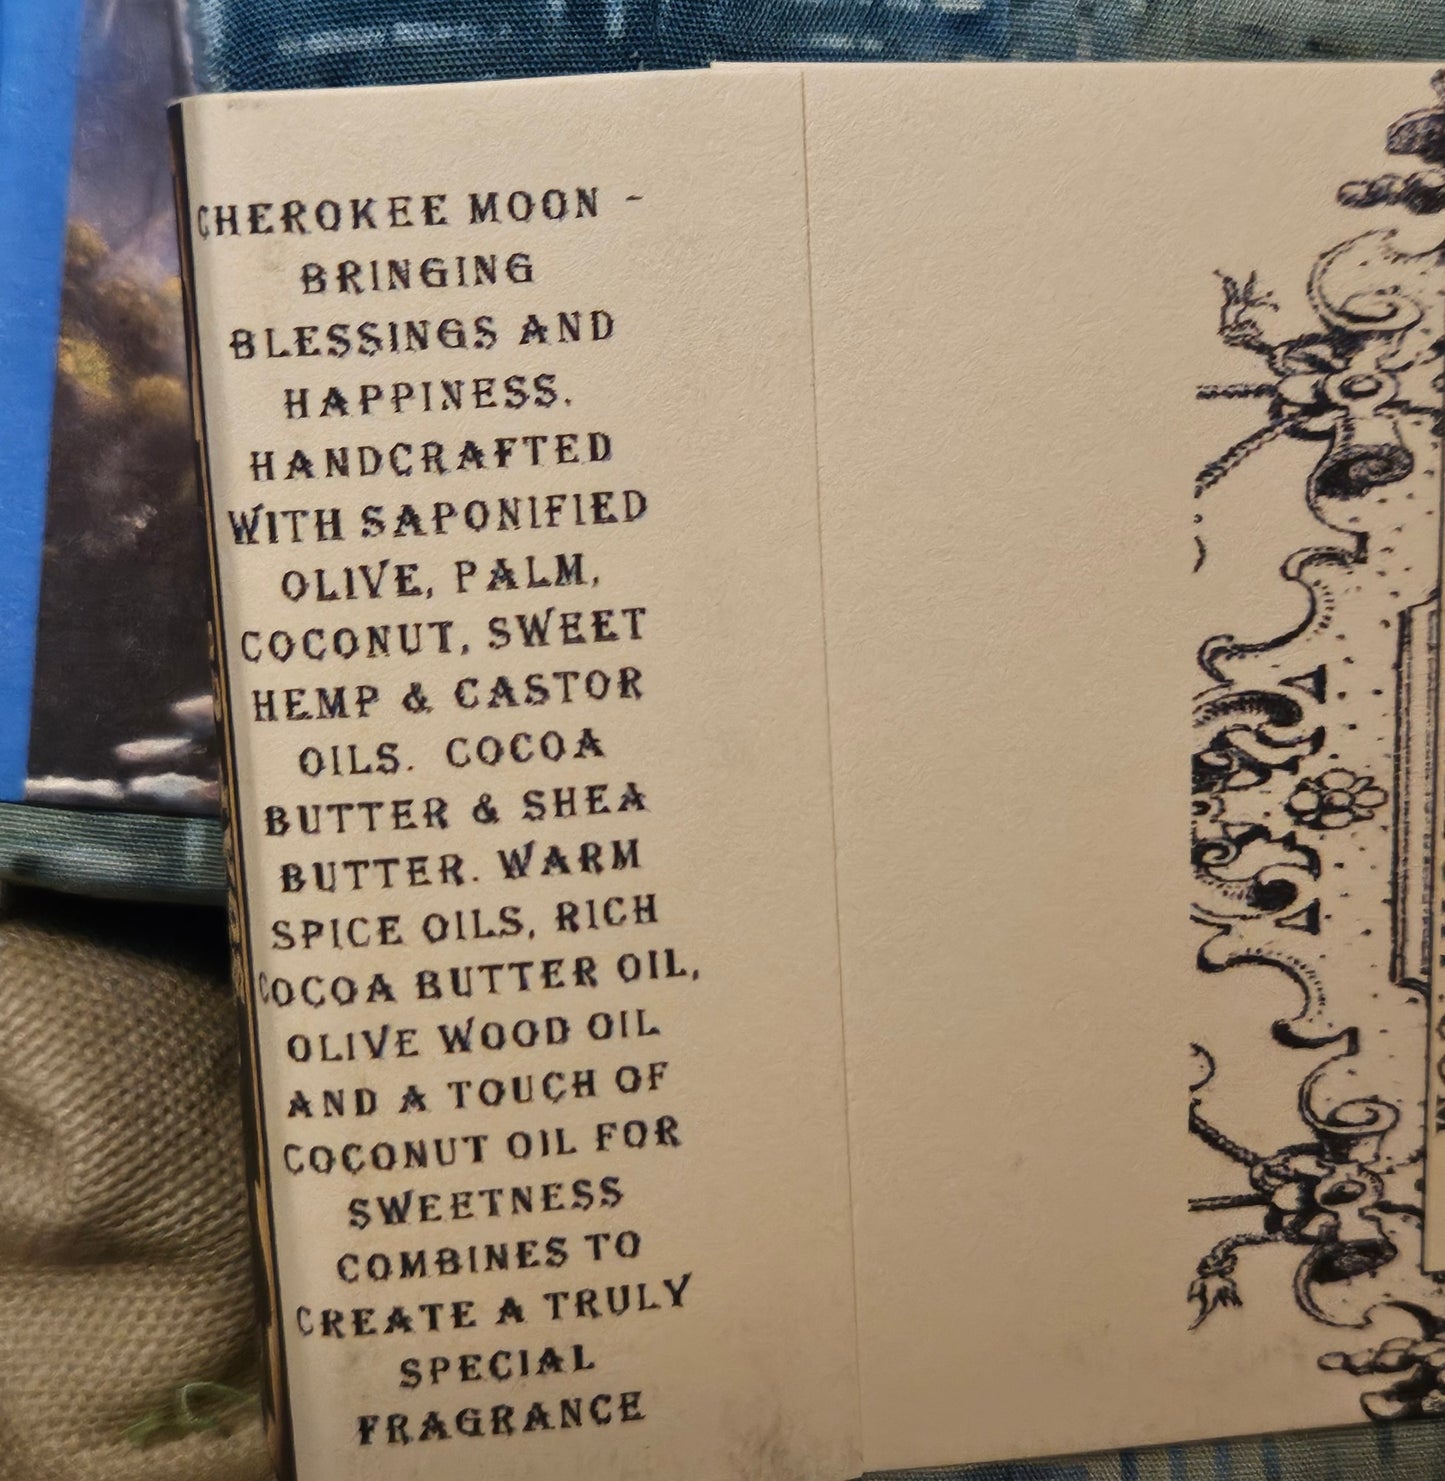 CHEROKEE MOON -
BRINGING
BLESSINGS AND
HAPPINESS.
HANDCRAFTED
WITH SAPONIFIED
OLIVE, PALM,
COCONUT, SWEET
HEMP & CASTOR
OILS. COCOA
BUTTER & SHEA
BUTTER. WARM
SPICE OILS, RICH
COCOA BUTTER OIL,
OLIVE WOOD OIL
AND A TOUCH OF
COCONUT OIL FOR
SWEETNESS
COMBINES TO
CREATE A TRULY
SPECIAL
FRAGRANCE